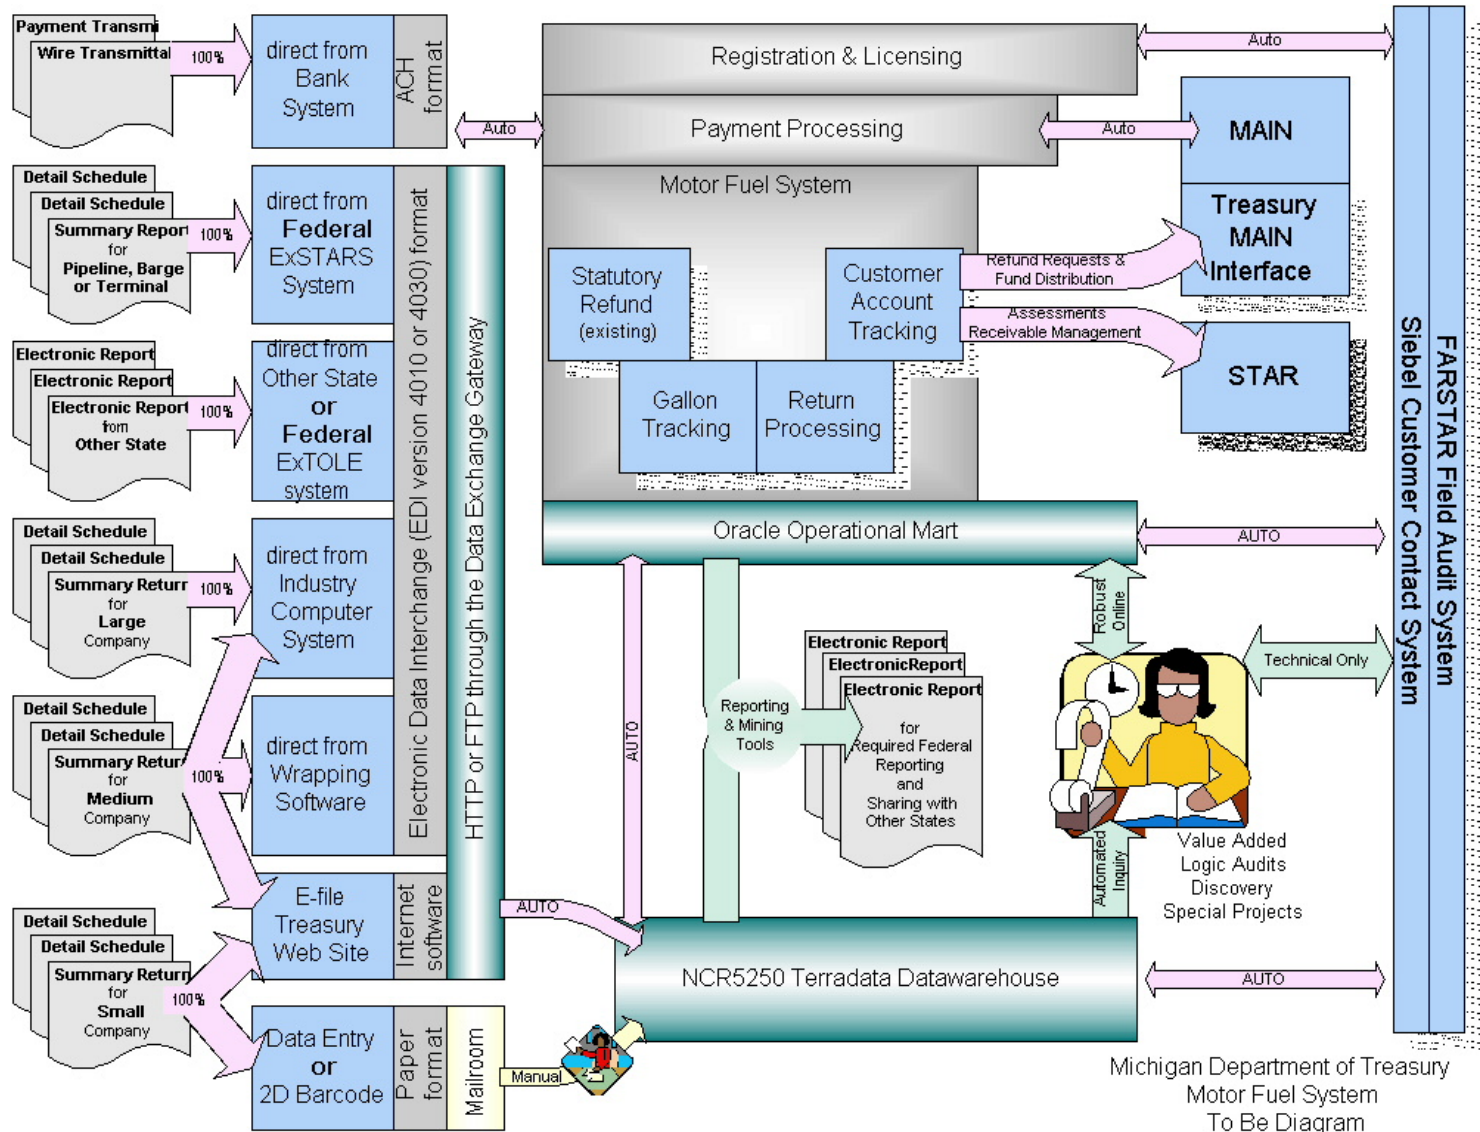 Payment Transmi
Wire Transmittal
100%
direct from
Bank
System
ACH
format
Auto
Registration & Licensing
Payment Processing
Motor Fuel System
Auto
Auto
MAIN
Treasury
MAIN
Interface
STAR
Statutory
Refund
(existing)
Customer
Account
Tracking
Gallon
Tracking
Return
Processing
Refund Requests &
Fund Distribution
Assessments
Receivable Management
FARSTAR Field Audit System
Siebel Customer Contact System
Detail Schedule
Detail Schedule
Summary Report
for
Pipeline, Barge
or Terminal
100%
direct from
Federal
ExSTARS
System
Electronic Report
Electronic Report
Electronic Report
from
Other State
100%
direct from
Other State
or
Federal
ExTOLE
system
Detail Schedule
Detail Schedule
Summary Return
for
Large
Company
100%
direct from
Industry
Computer
System
Detail Schedule
Detail Schedule
Summary Return
for
Medium
Company
100%
direct from
Wrapping
Software
Electronic Data Interchange (EDI version 4010 or 4030) format
HTTP or FTP through the Data Exchange Gateway
E-file
Treasury
Web Site
Internet
software
Detail Schedule
Detail Schedule
Summary Return
for
Small
Company
100%
Data Entry
or
2D Barcode
Paper
format
Mailroom
Manual
AUTO
Oracle Operational Mart
AUTO
AUTO
Reporting
& Mining
Tools
Electronic Report
ElectronicReport
Electronic Report
for
Required Federal
Reporting
and
Sharing with
Other States
Robust
Online
Technical Only
Automated
Inquiry
Value Added
Logic Audits
Discovery
Special Projects
NCR5250 Terradata Datawarehouse
AUTO
Michigan Department of Treasury
Motor Fuel System
To Be Diagram